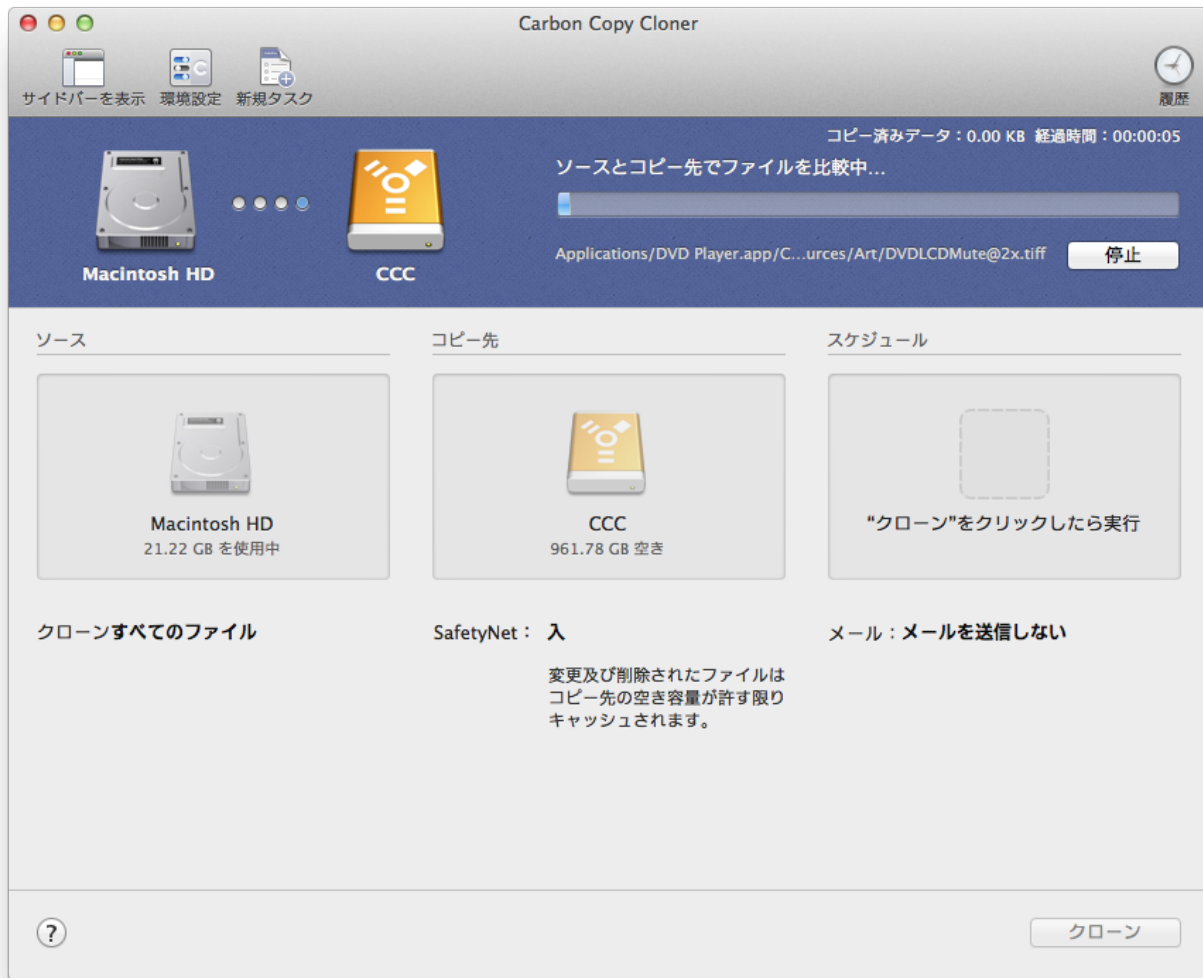 Carbon Copy Cloner
サイドバーを表示
環境設定
新規タスク
履歴
コピー済みデータ：0.00 KB 経過時間：00:00:05
ソースとコピー先でファイルを比較中...
Applications/DVD Player.app/C...urces/Art/DVDLCDMute@2x.tiff
停止
Macintosh HD
CCC
ソース
Macintosh HD
21.22 GB を使用中
クローンすべてのファイル
コピー先
CCC
961.78 GB 空き
SafetyNet： 入
変更及び削除されたファイルは
コピー先の空き容量が許す限り
キャッシュされます。
スケジュール
“クローン”をクリックしたら実行
メール：メールを送信しない
?
クローン